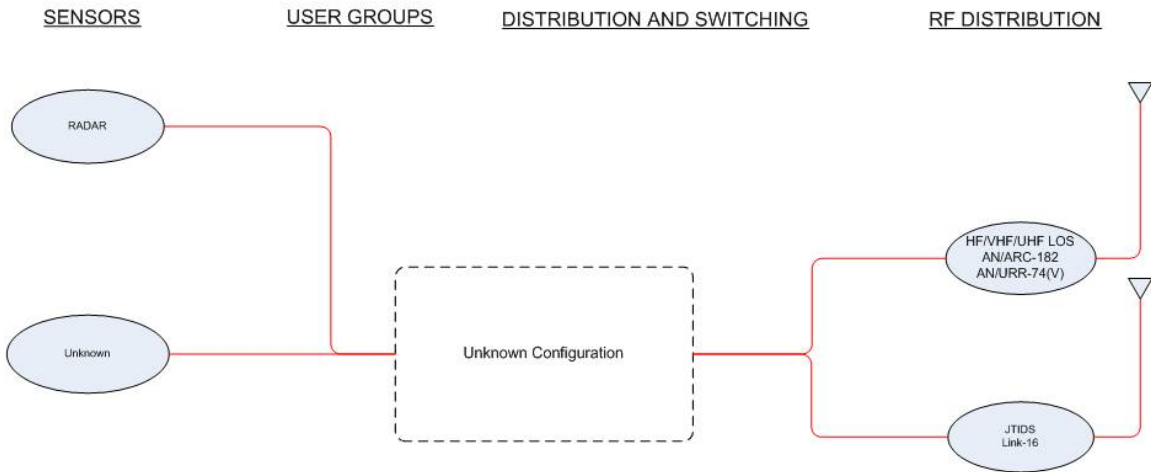 SENSORS
USER GROUPS
DISTRIBUTION AND SWITCHING
RF DISTRIBUTION
RADAR
HF/VHF/UHF LOS
AN/ARC-182
AN/URR-74(V)
Unknown
Unknown Configuration
JTIDS
Link-16